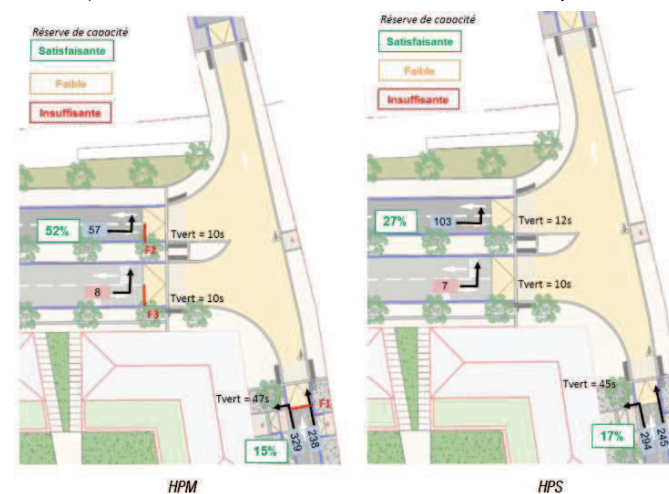 Réserve de capacité
Satisfaisante
Faible
Insuffisante
52%
57
Tvert = 10s
F2
8
Tvert = 10s
F3
Tvert = 47s
F1
329
238
15%
HPM
Réserve de capacité
Satisfaisante
Faible
Insuffisante
27%
103
Tvert = 12s
7
Tvert = 10s
Tvert = 45s
294
245
17%
HPS